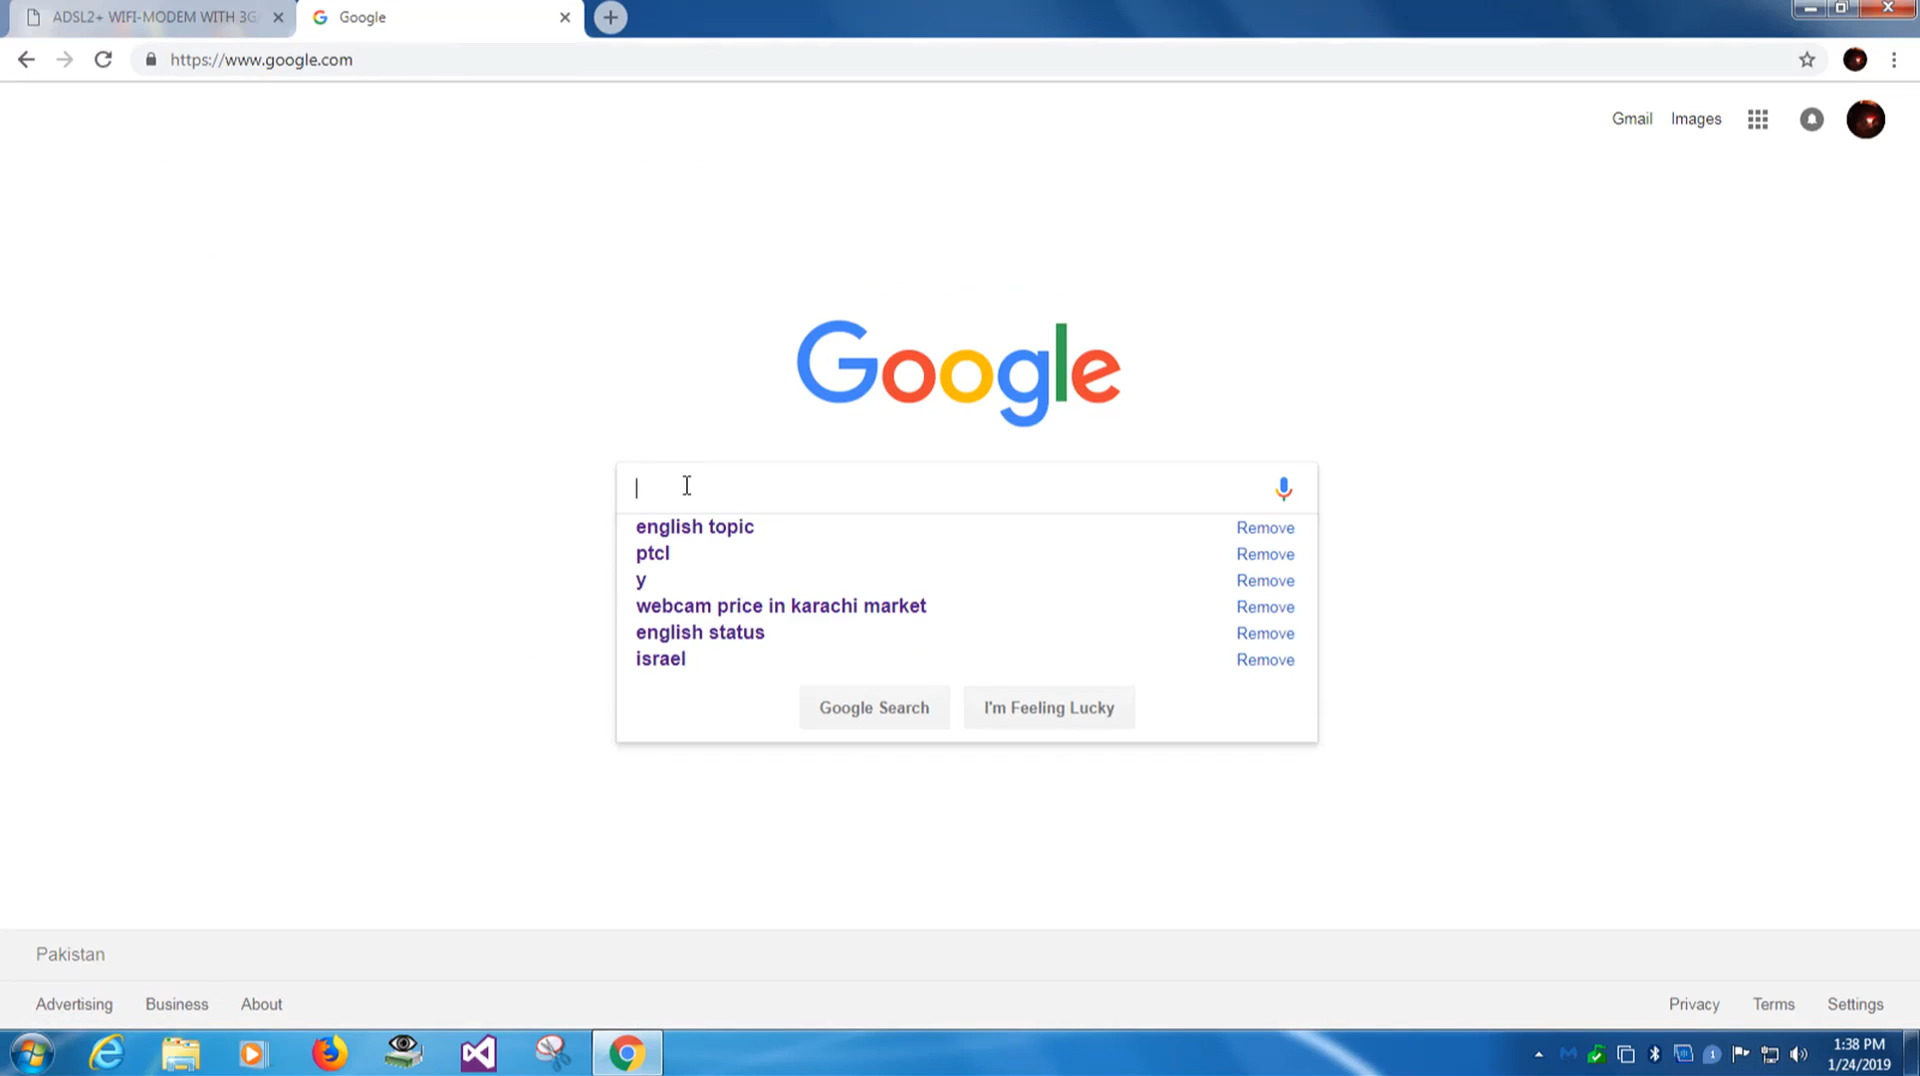 ADSL2+ WIFI-MODEM WITH 3G
Google
https://www.google.com
Gmail Images
Google
english topic Remove
ptcl Remove
y Remove
webcam price in karachi market Remove
english status Remove
israel Remove
Google Search I'm Feeling Lucky
Pakistan
Advertising Business About Privacy Terms Settings
1:38 PM
1/24/2019